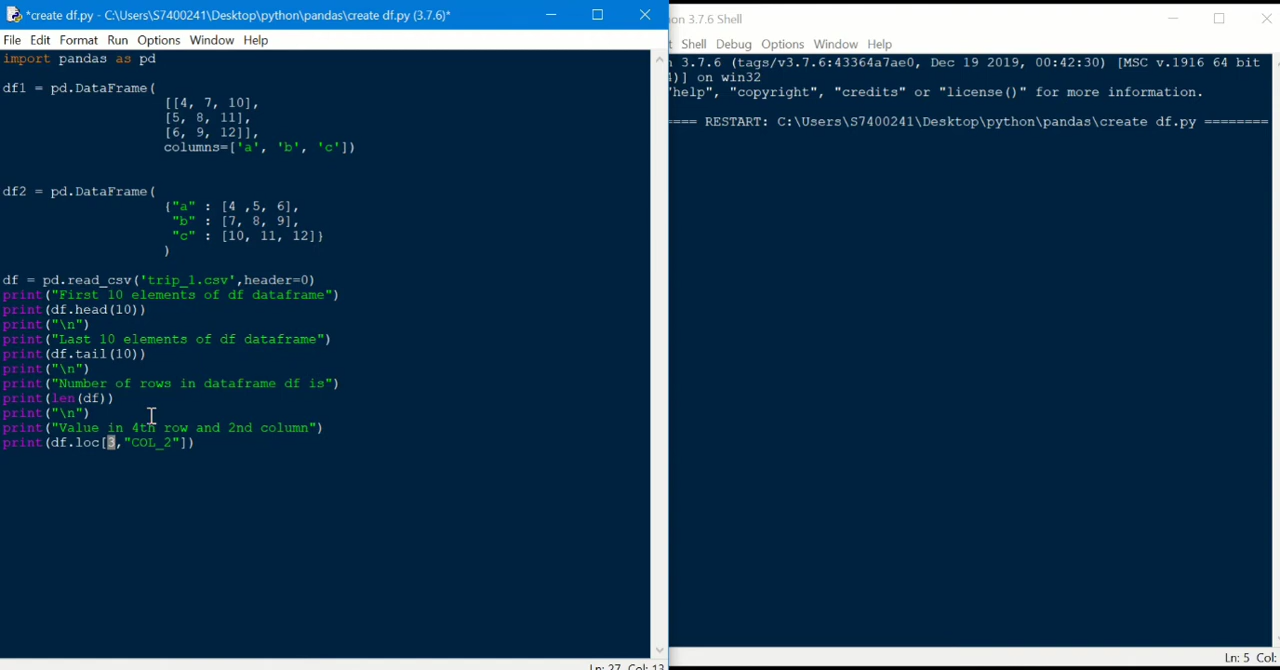 *create df.py - C:\Users\S7400241\Desktop\python\pandas\create df.py (3.7.6)*
File Edit Format Run Options Window Help
import pandas as pd
df1 = pd.DataFrame(
[[4, 7, 10],
[5, 8, 11],
[6, 9, 12]],
columns=['a', 'b', 'c'])
df2 = pd.DataFrame(
{"a" : [4 ,5, 6],
"b" : [7, 8, 9],
"c" : [10, 11, 12]}
)
df = pd.read_csv('trip_1.csv',header=0)
print("First 10 elements of df dataframe")
print(df.head(10))
print("\n")
print("Last 10 elements of df dataframe")
print(df.tail(10))
print("\n")
print("Number of rows in dataframe df is")
print(len(df))
print("\n")
print("Value in 4th row and 2nd column")
print(df.loc[3,"COL_2"])
Ln: 27 Col: 13
on 3.7.6 Shell
Shell Debug Options Window Help
3.7.6 (tags/v3.7.6:43364a7ae0, Dec 19 2019, 00:42:30) [MSC v.1916 64 bit
)] on win32
"help", "copyright", "credits" or "license()" for more information.
==== RESTART: C:\Users\S7400241\Desktop\python\pandas\create df.py ========
Ln: 5 Col: